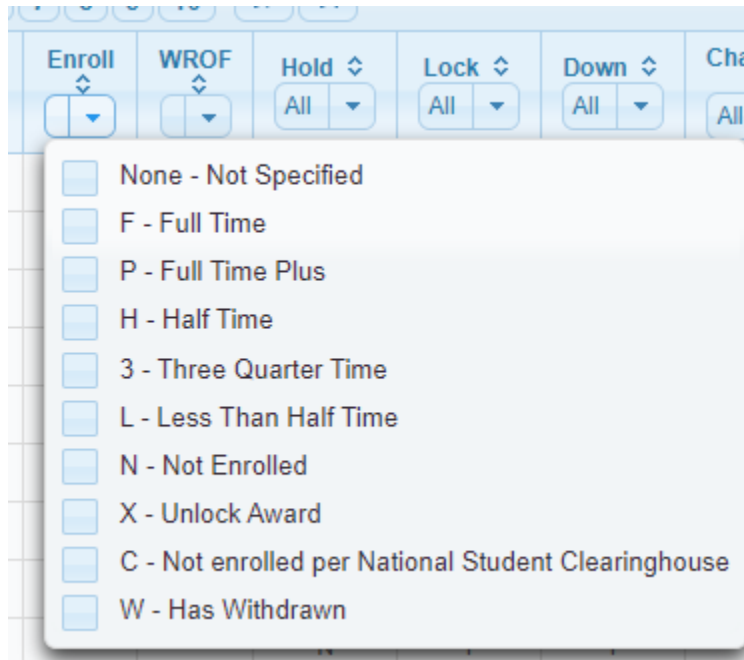 Enroll WROF Hold Lock Down
All All All All
None - Not Specified
F - Full Time
P - Full Time Plus
H - Half Time
3 - Three Quarter Time
L - Less Than Half Time
N - Not Enrolled
X - Unlock Award
C - Not enrolled per National Student Clearinghouse
W - Has Withdrawn